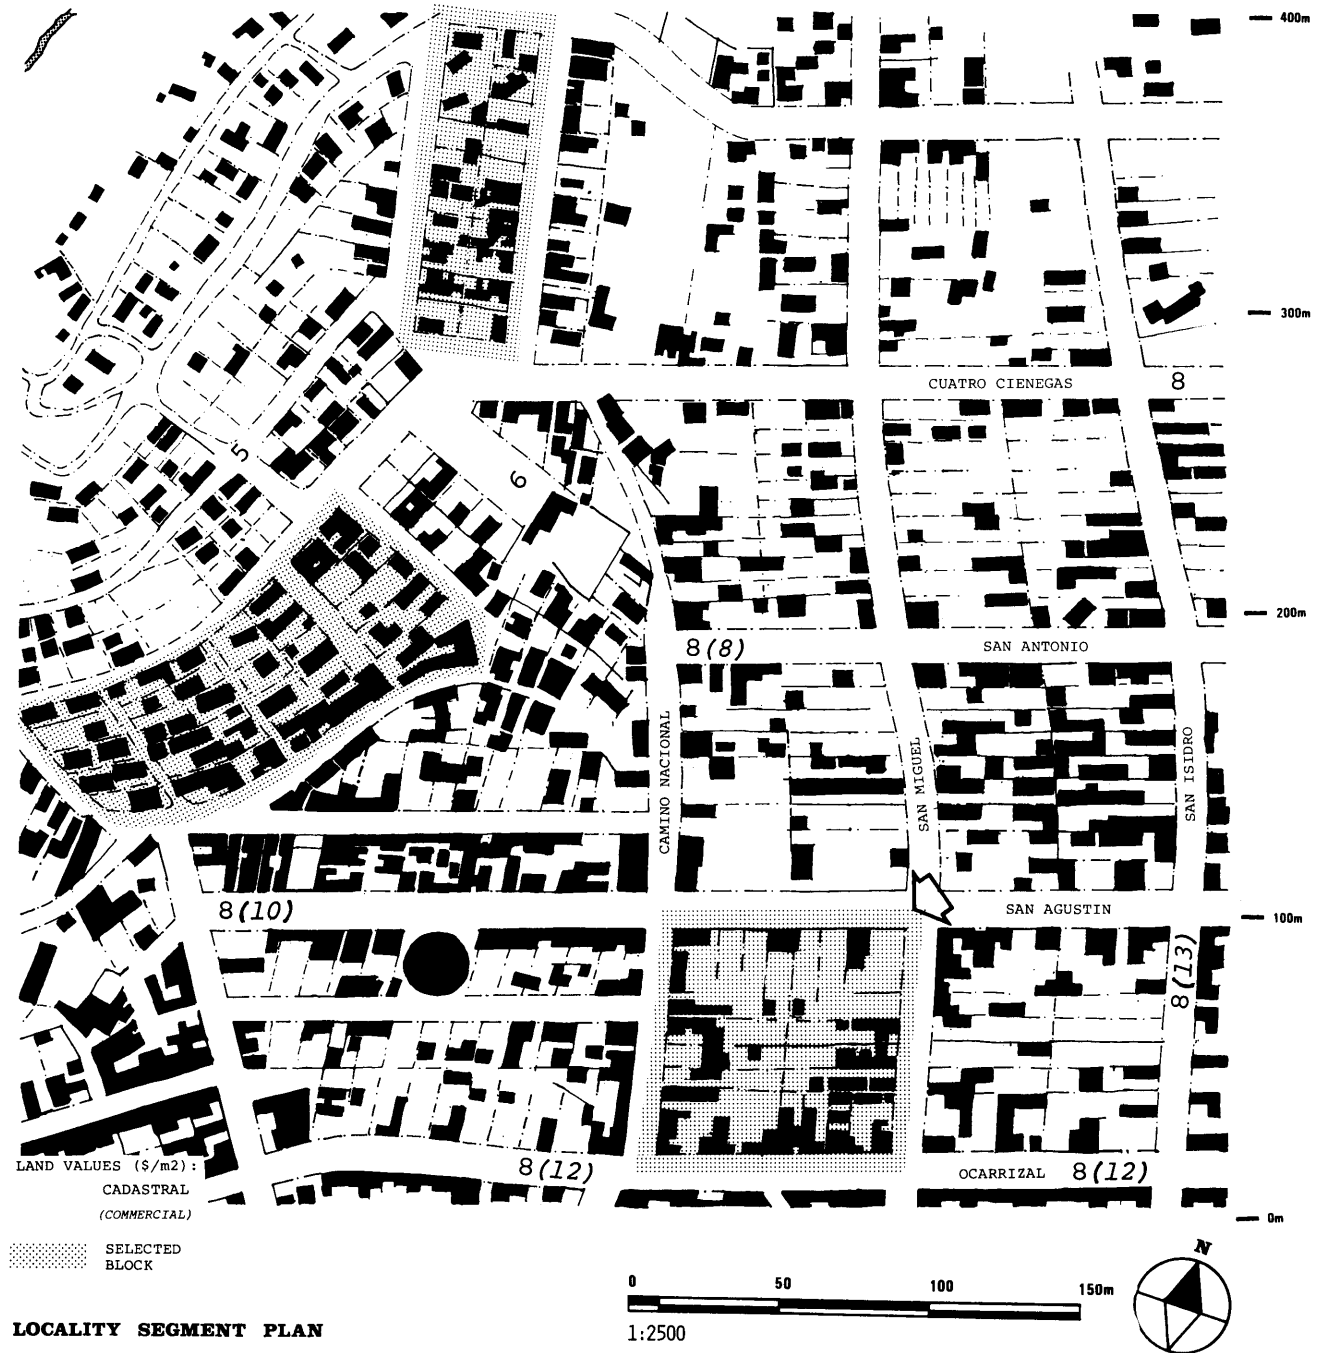 400m
300m
CUATRO CIENEGAS
8
5
6
200m
8(8)
SAN ANTONIO
CAMINO NACIONAL
SAN MIGUEL
SAN ISIDRO
8(10)
SAN AGUSTIN
100m
8(13)
LAND VALUES ($/m2):
CADASTRAL
(COMMERCIAL)
8(12)
OCARRIZAL 8(12)
0m
SELECTED
BLOCK
N
0 50 100 150m
1:2500
LOCALITY SEGMENT PLAN